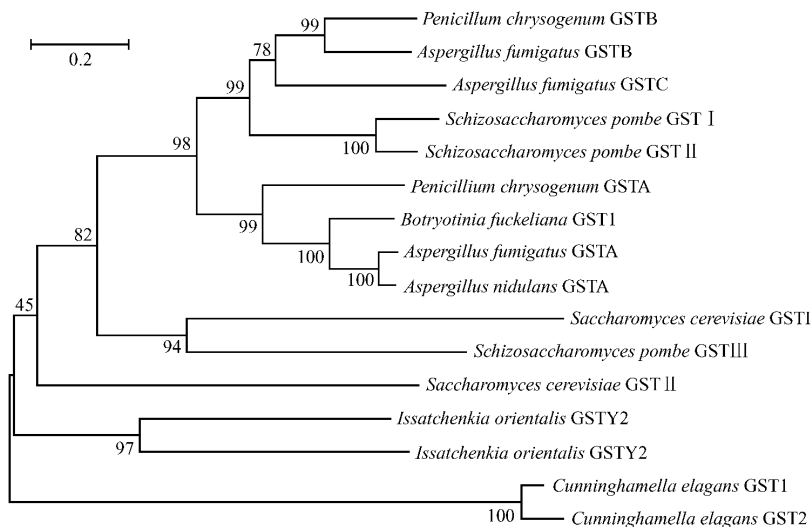 Penicillum chrysogenum GSTB
99
0.2
78
Aspergillus fumigatus GSTB
99
Aspergillus fumigatus GSTC
Schizosaccharomyces pombe GST Ⅰ
98
100
Schizosaccharomyces pombe GST Ⅱ
Penicillium chrysogenum GSTA
99
Botryotinia fuckeliana GST1
82
100
Aspergillus fumigatus GSTA
100
Aspergillus nidulans GSTA
45
Saccharomyces cerevisiae GST1
94
Schizosaccharomyces pombe GSTⅢ
Saccharomyces cerevisiae GST Ⅱ
Issatchenkia orientalis GSTY2
97
Issatchenkia orientalis GSTY2
Cunninghamella elagans GST1
100
Cunninghamella elagans GST2